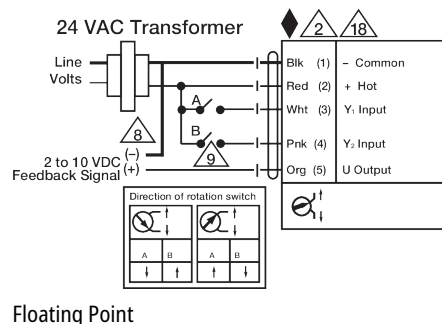 24 VAC Transformer
2
18
Line
Volts
Blk (1) – Common
Red (2) + Hot
A
Wht (3) Y₁ Input
B
Pnk (4) Y₂ Input
8
9
2 to 10 VDC (–)
Feedback Signal (+)
Org (5) U Output
Direction of rotation switch
A B A B
Floating Point